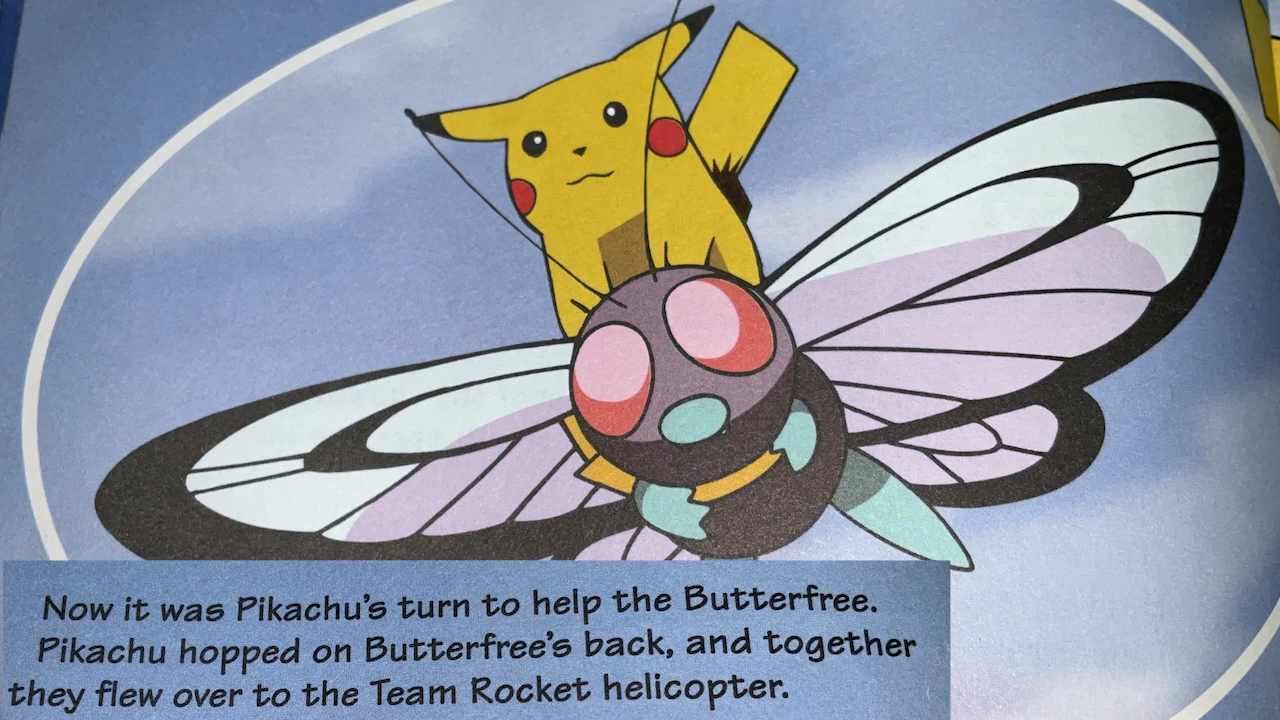 Now it was Pikachu's turn to help the Butterfree.
Pikachu hopped on Butterfree's back, and together
they flew over to the Team Rocket helicopter.